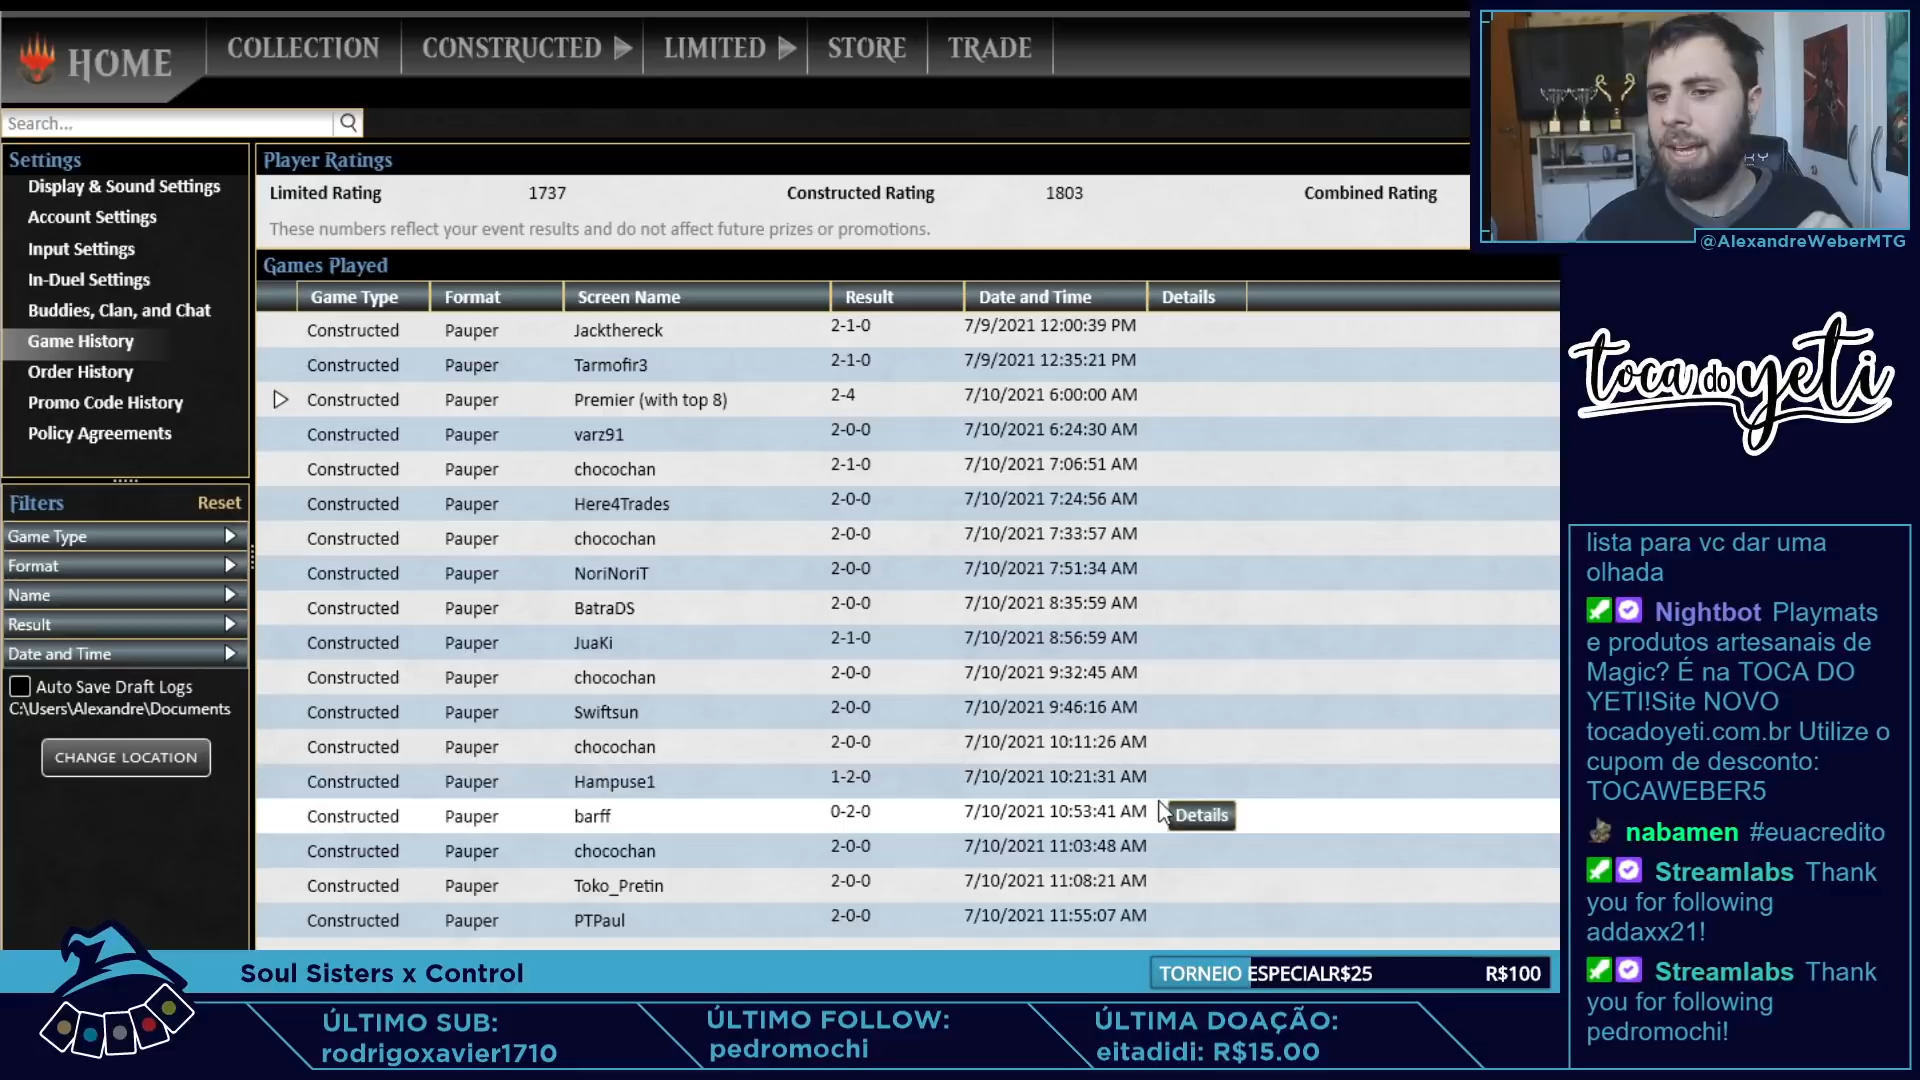 HOME
COLLECTION
CONSTRUCTED
LIMITED
STORE
TRADE
Search...
Settings
Display & Sound Settings
Account Settings
Input Settings
In-Duel Settings
Buddies, Clan, and Chat
Game History
Order History
Promo Code History
Policy Agreements
Filters Reset
Game Type
Format
Name
Result
Date and Time
Auto Save Draft Logs
C:\Users\Alexandre\Documents
CHANGE LOCATION
Player Ratings
Limited Rating 1737 Constructed Rating 1803 Combined Rating
These numbers reflect your event results and do not affect future prizes or promotions.
Games Played
Game Type Format Screen Name Result Date and Time Details
Constructed Pauper Jackthereck 2-1-0 7/9/2021 12:00:39 PM
Constructed Pauper Tarmofir3 2-1-0 7/9/2021 12:35:21 PM
Constructed Pauper Premier (with top 8) 2-4 7/10/2021 6:00:00 AM
Constructed Pauper varz91 2-0-0 7/10/2021 6:24:30 AM
Constructed Pauper chocochan 2-1-0 7/10/2021 7:06:51 AM
Constructed Pauper Here4Trades 2-0-0 7/10/2021 7:24:56 AM
Constructed Pauper chocochan 2-0-0 7/10/2021 7:33:57 AM
Constructed Pauper NoriNoriT 2-0-0 7/10/2021 7:51:34 AM
Constructed Pauper BatraDS 2-0-0 7/10/2021 8:35:59 AM
Constructed Pauper JuaKi 2-1-0 7/10/2021 8:56:59 AM
Constructed Pauper chocochan 2-0-0 7/10/2021 9:32:45 AM
Constructed Pauper Swiftsun 2-0-0 7/10/2021 9:46:16 AM
Constructed Pauper chocochan 2-0-0 7/10/2021 10:11:26 AM
Constructed Pauper Hampuse1 1-2-0 7/10/2021 10:21:31 AM
Constructed Pauper barff 0-2-0 7/10/2021 10:53:41 AM Details
Constructed Pauper chocochan 2-0-0 7/10/2021 11:03:48 AM
Constructed Pauper Toko_Pretin 2-0-0 7/10/2021 11:08:21 AM
Constructed Pauper PTPaul 2-0-0 7/10/2021 11:55:07 AM
@AlexandreWeberMTG
toca do yeti
lista para vc dar uma
olhada
Nightbot Playmats
e produtos artesanais de
Magic? É na TOCA DO
YETI!Site NOVO
tocadoyeti.com.br Utilize o
cupom de desconto:
TOCAWEBER5
nabamen #euacredito
Streamlabs Thank
you for following
addaxx21!
Streamlabs Thank
you for following
pedromochi!
Soul Sisters x Control
TORNEIO ESPECIALR$25 R$100
ÚLTIMO SUB:
rodrigoxavier1710
ÚLTIMO FOLLOW:
pedromochi
ÚLTIMA DOAÇÃO:
eitadidi: R$15.00